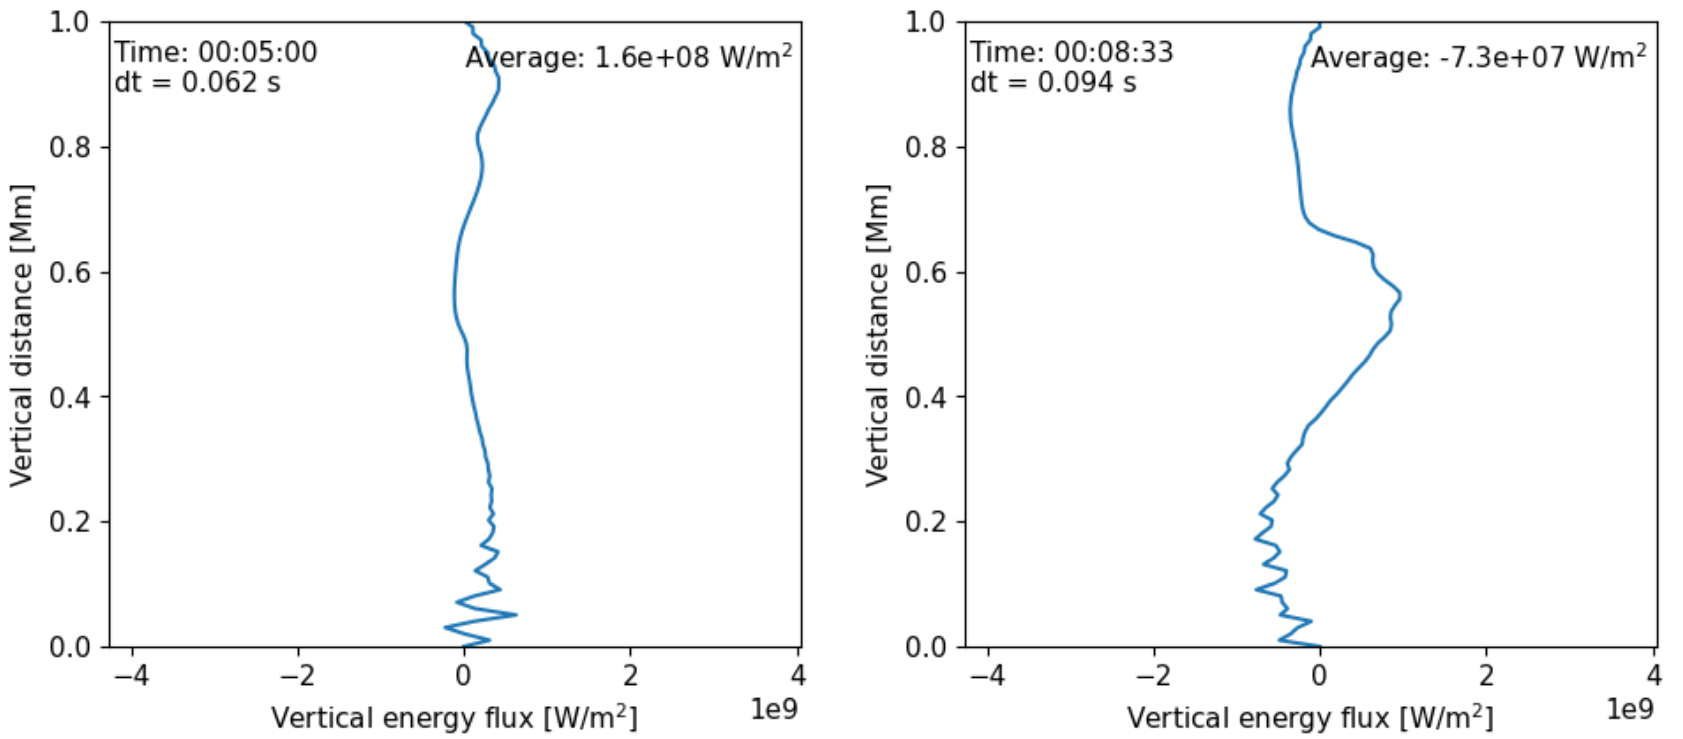 Time: 00:05:00
dt = 0.062 s
Average: 1.6e+08 W/m²
1.0
0.8
0.6
0.4
0.2
0.0
Vertical distance [Mm]
−4
−2
0
2
4
1e9
Vertical energy flux [W/m²]
Time: 00:08:33
dt = 0.094 s
Average: -7.3e+07 W/m²
1.0
0.8
0.6
0.4
0.2
0.0
Vertical distance [Mm]
−4
−2
0
2
4
1e9
Vertical energy flux [W/m²]